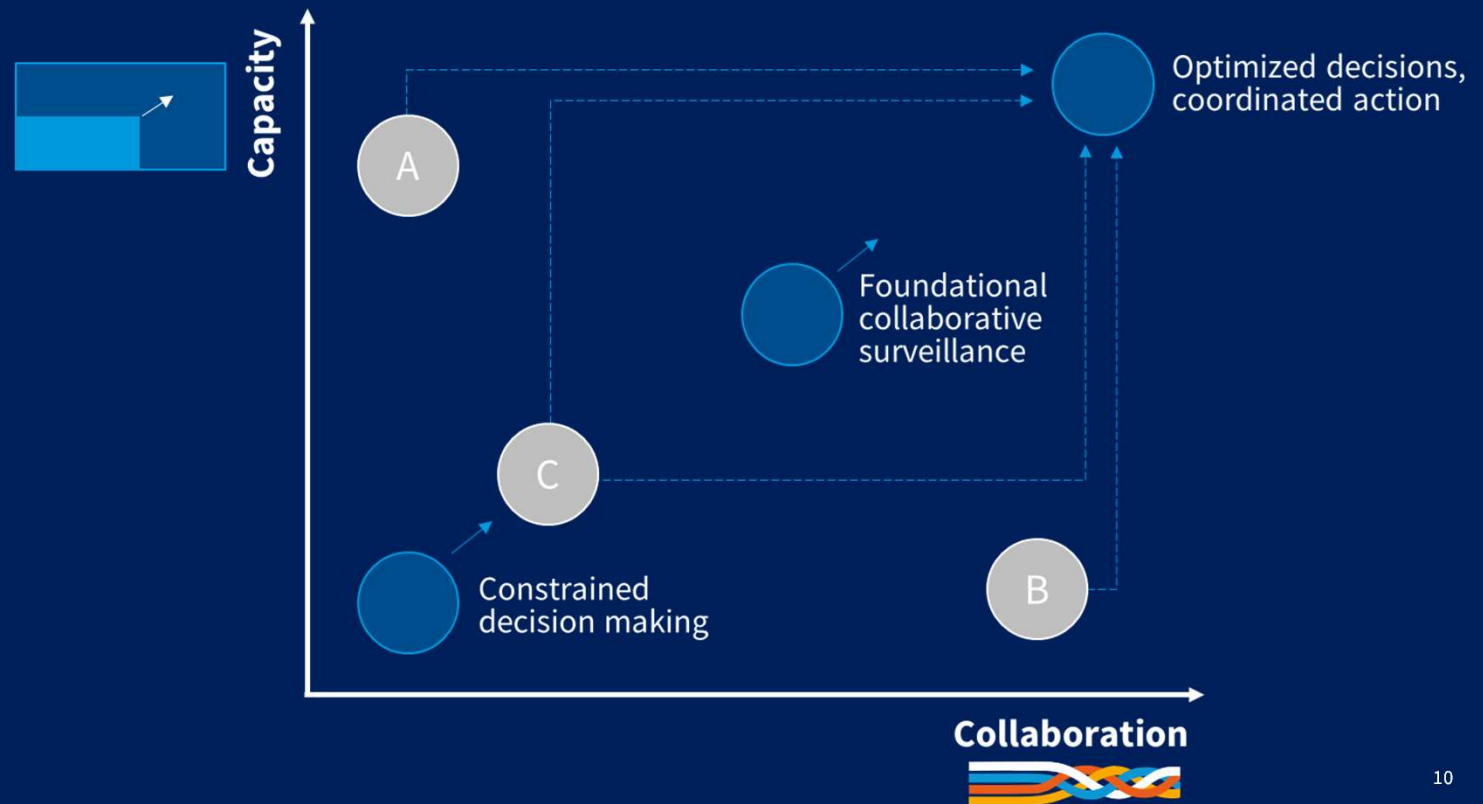 Capacity
Optimized decisions,
coordinated action
A
Foundational
collaborative
surveillance
C
Constrained
decision making
B
Collaboration
10